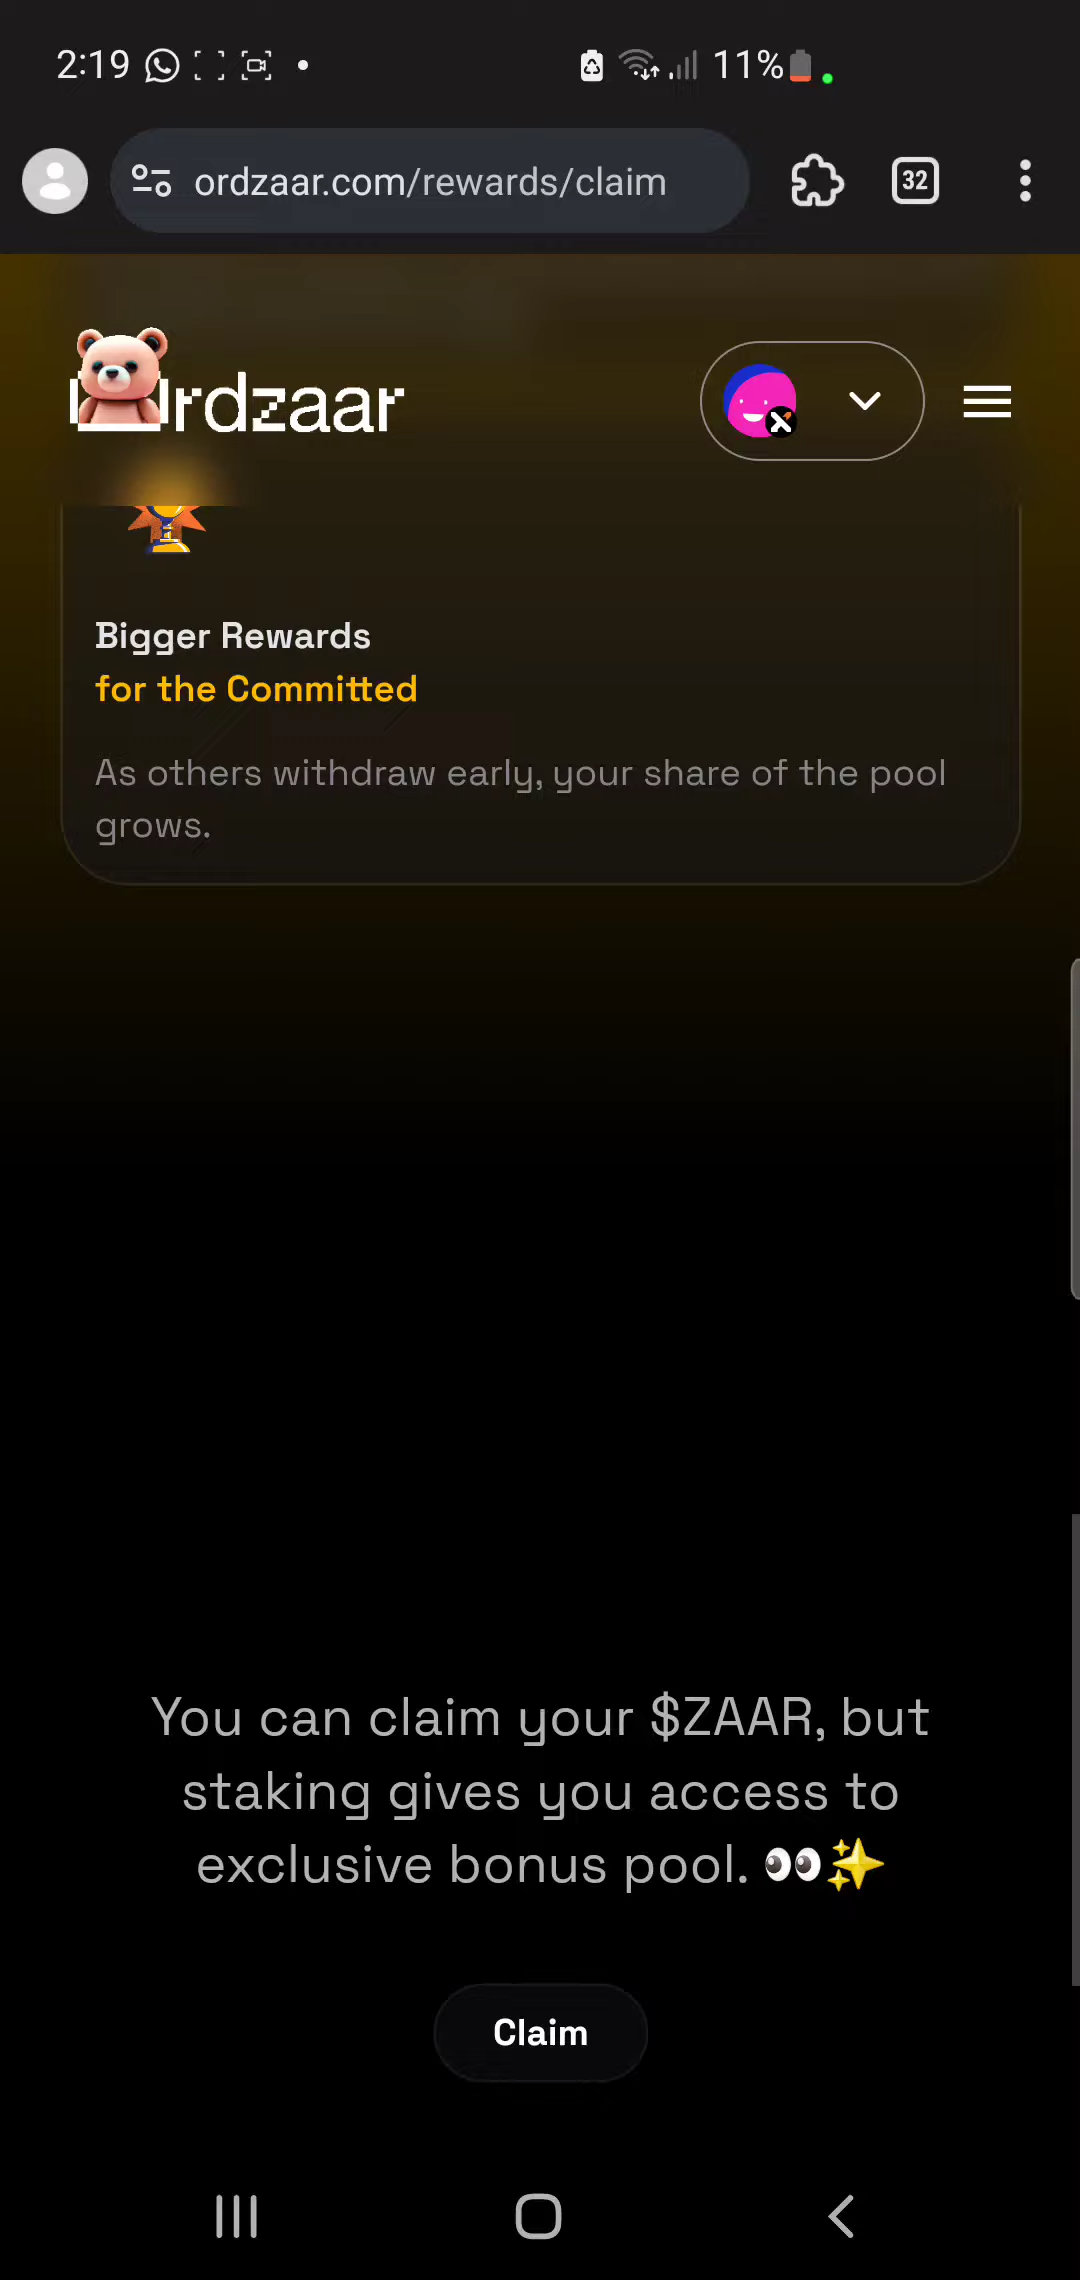 2:19
11%
ordzaar.com/rewards/claim
32
rdzaar
Bigger Rewards
for the Committed
As others withdraw early, your share of the pool
grows.
You can claim your $ZAAR, but
staking gives you access to
exclusive bonus pool. 👀✨
Claim